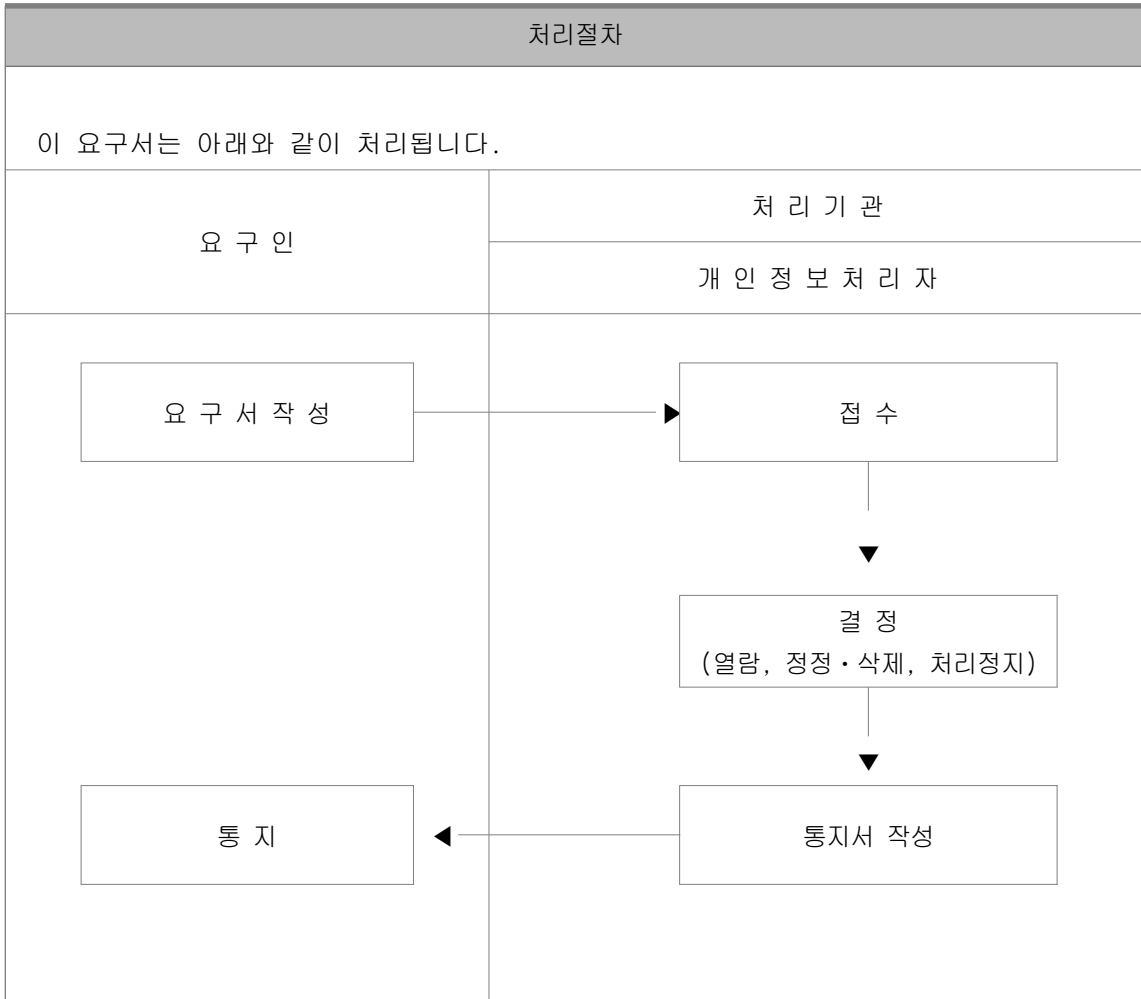 처리절차
이 요구서는 아래와 같이 처리됩니다.
요 구 인
처 리 기 관
개 인 정 보 처 리 자
요 구 서 작 성
접 수
결 정
(열람, 정정·삭제, 처리정지)
통 지
통지서 작성